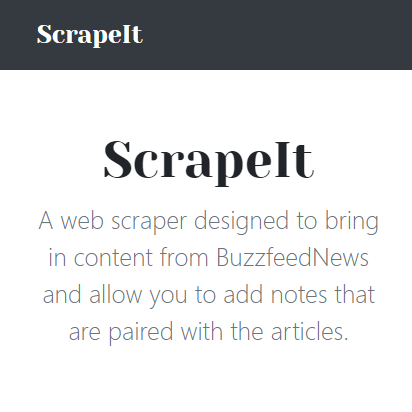 ScrapeIt
ScrapeIt
A web scraper designed to bring
in content from BuzzfeedNews
and allow you to add notes that
are paired with the articles.